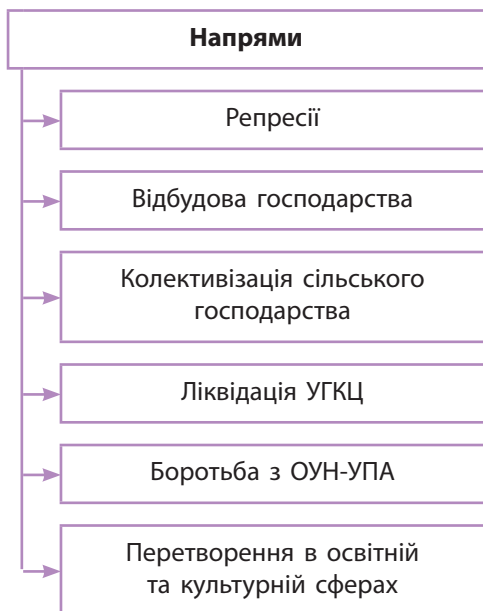 Напрями
Репресії
Відбудова господарства
Колективізація сільського
господарства
Ліквідація УГКЦ
Боротьба з ОУН-УПА
Перетворення в освітній
та культурній сферах